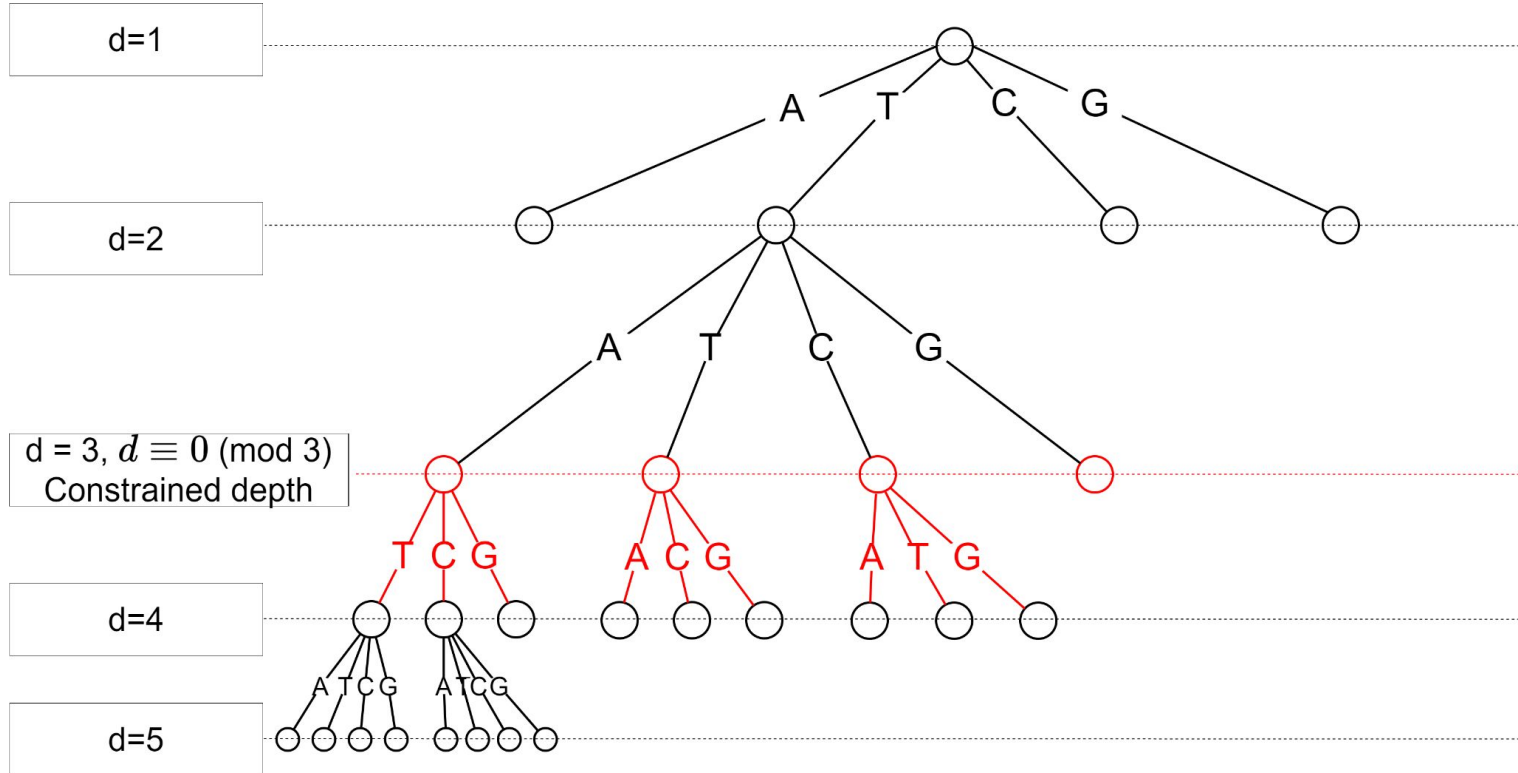 d=1
A T C G
d=2
A T C G
d = 3, d ≡ 0 (mod 3)
Constrained depth
T C G A C G A T G
d=4
A T C G A T C G
d=5